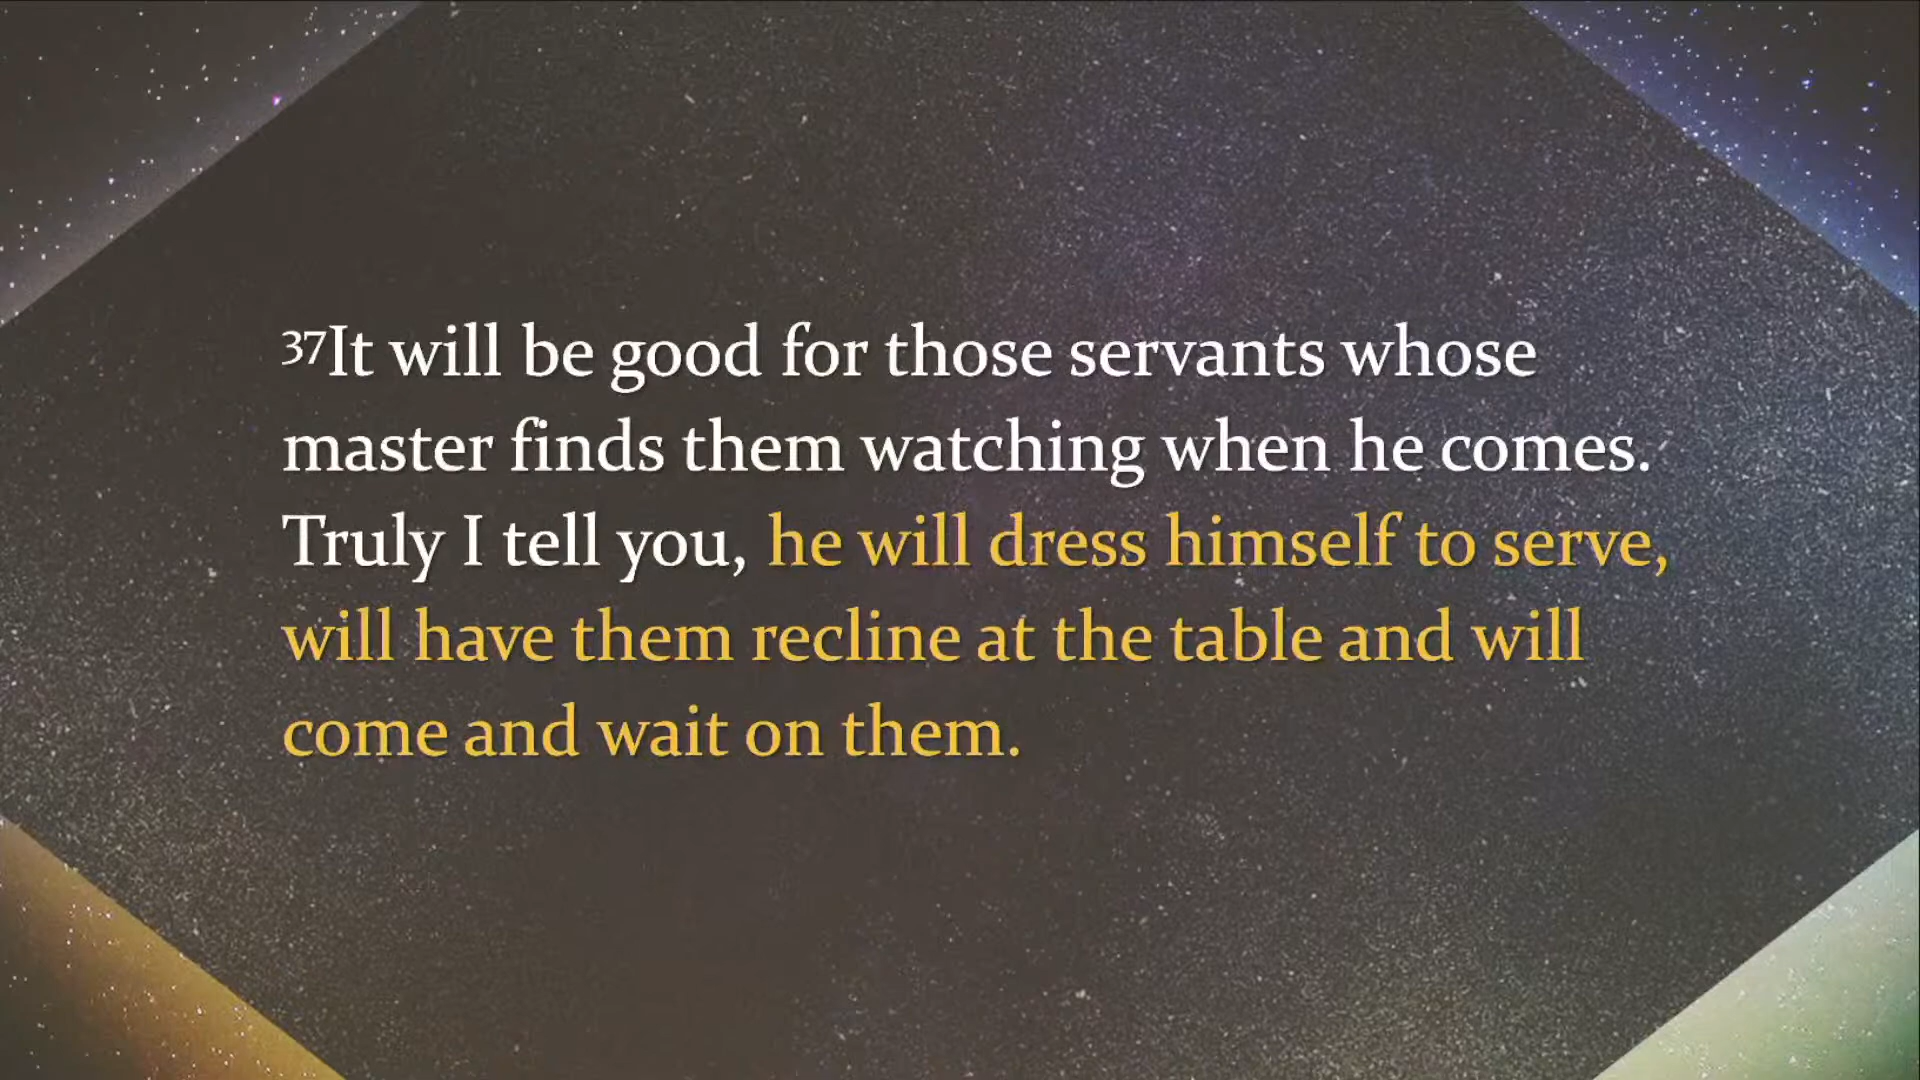 37It will be good for those servants whose
master finds them watching when he comes.
Truly I tell you, he will dress himself to serve,
will have them recline at the table and will
come and wait on them.